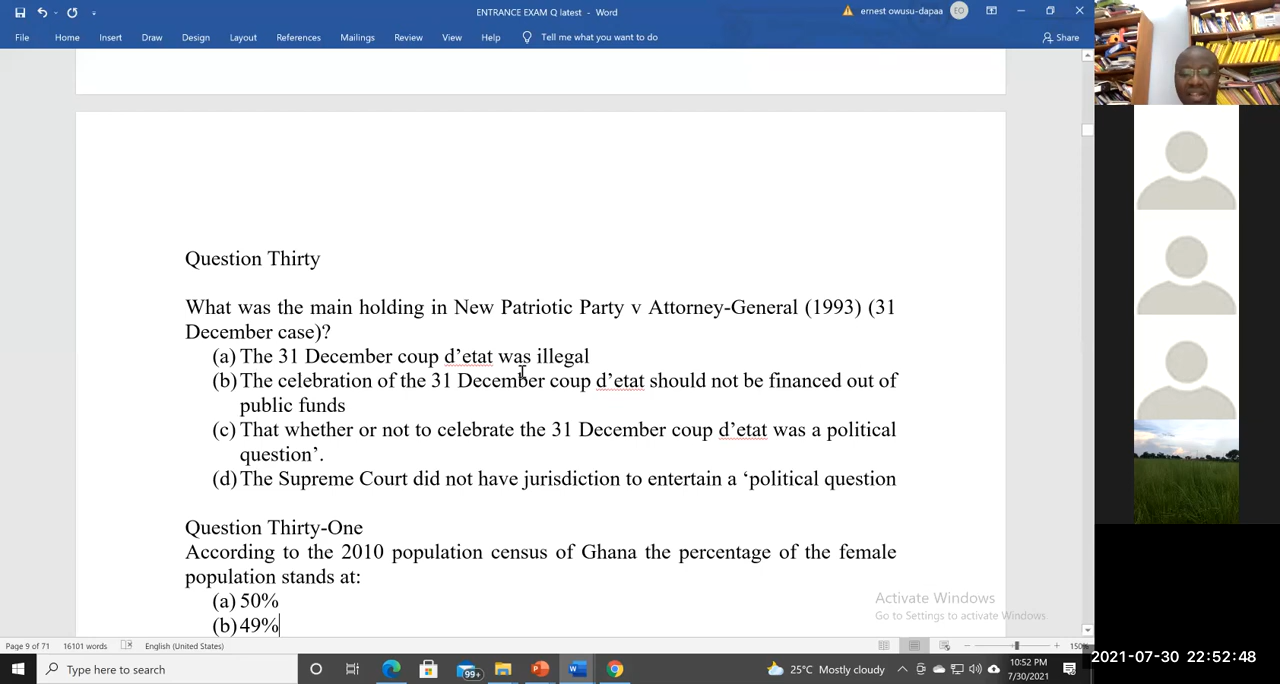 ENTRANCE EXAM Q latest - Word
ernest owusu-dapaa
EO
File Home Insert Draw Design Layout References Mailings Review View Help Tell me what you want to do
Share
Question Thirty
What was the main holding in New Patriotic Party v Attorney-General (1993) (31
December case)?
(a) The 31 December coup d’etat was illegal
(b) The celebration of the 31 December coup d’etat should not be financed out of
public funds
(c) That whether or not to celebrate the 31 December coup d’etat was a political
question’.
(d) The Supreme Court did not have jurisdiction to entertain a ‘political question
Question Thirty-One
According to the 2010 population census of Ghana the percentage of the female
population stands at:
(a) 50%
(b) 49%
Activate Windows
Go to Settings to activate Windows.
Page 9 of 71 16101 words English (United States)
150%
Type here to search
99+
25°C Mostly cloudy
10:52 PM
7/30/2021
2021-07-30 22:52:48